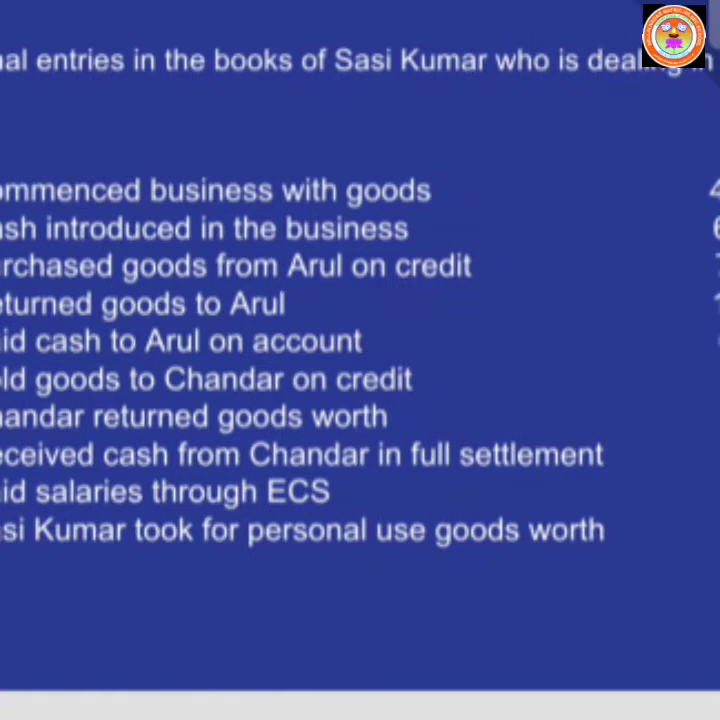 al entries in the books of Sasi Kumar who is dealing in
ommenced business with goods 4
ash introduced in the business 6
rchased goods from Arul on credit
eturned goods to Arul
id cash to Arul on account
old goods to Chandar on credit
handar returned goods worth
eceived cash from Chandar in full settlement
id salaries through ECS
si Kumar took for personal use goods worth